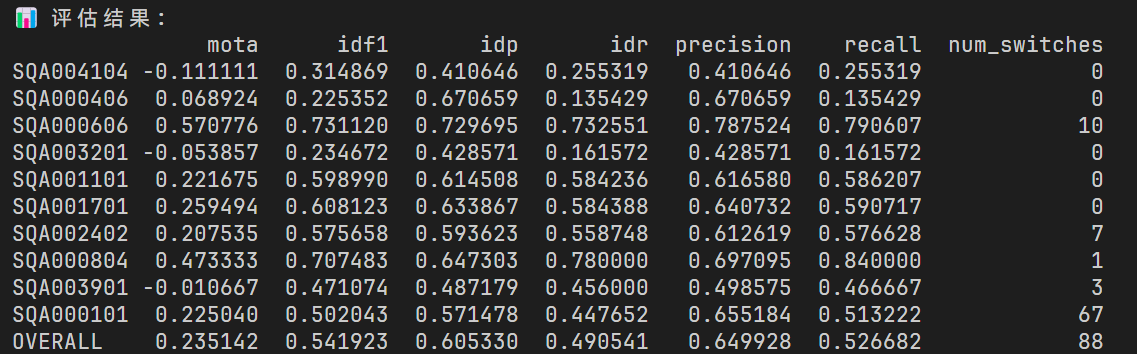 📊 评估结果:
mota idf1 idp idr precision recall num_switches
SQA004104 -0.111111 0.314869 0.410646 0.255319 0.410646 0.255319 0
SQA000406 0.068924 0.225352 0.670659 0.135429 0.670659 0.135429 0
SQA000606 0.570776 0.731120 0.729695 0.732551 0.787524 0.790607 10
SQA003201 -0.053857 0.234672 0.428571 0.161572 0.428571 0.161572 0
SQA001101 0.221675 0.598990 0.614508 0.584236 0.616580 0.586207 0
SQA001701 0.259494 0.608123 0.633867 0.584388 0.640732 0.590717 0
SQA002402 0.207535 0.575658 0.593623 0.558748 0.612619 0.576628 7
SQA000804 0.473333 0.707483 0.647303 0.780000 0.697095 0.840000 1
SQA003901 -0.010667 0.471074 0.487179 0.456000 0.498575 0.466667 3
SQA000101 0.225040 0.502043 0.571478 0.447652 0.655184 0.513222 67
OVERALL 0.235142 0.541923 0.605330 0.490541 0.649928 0.526682 88